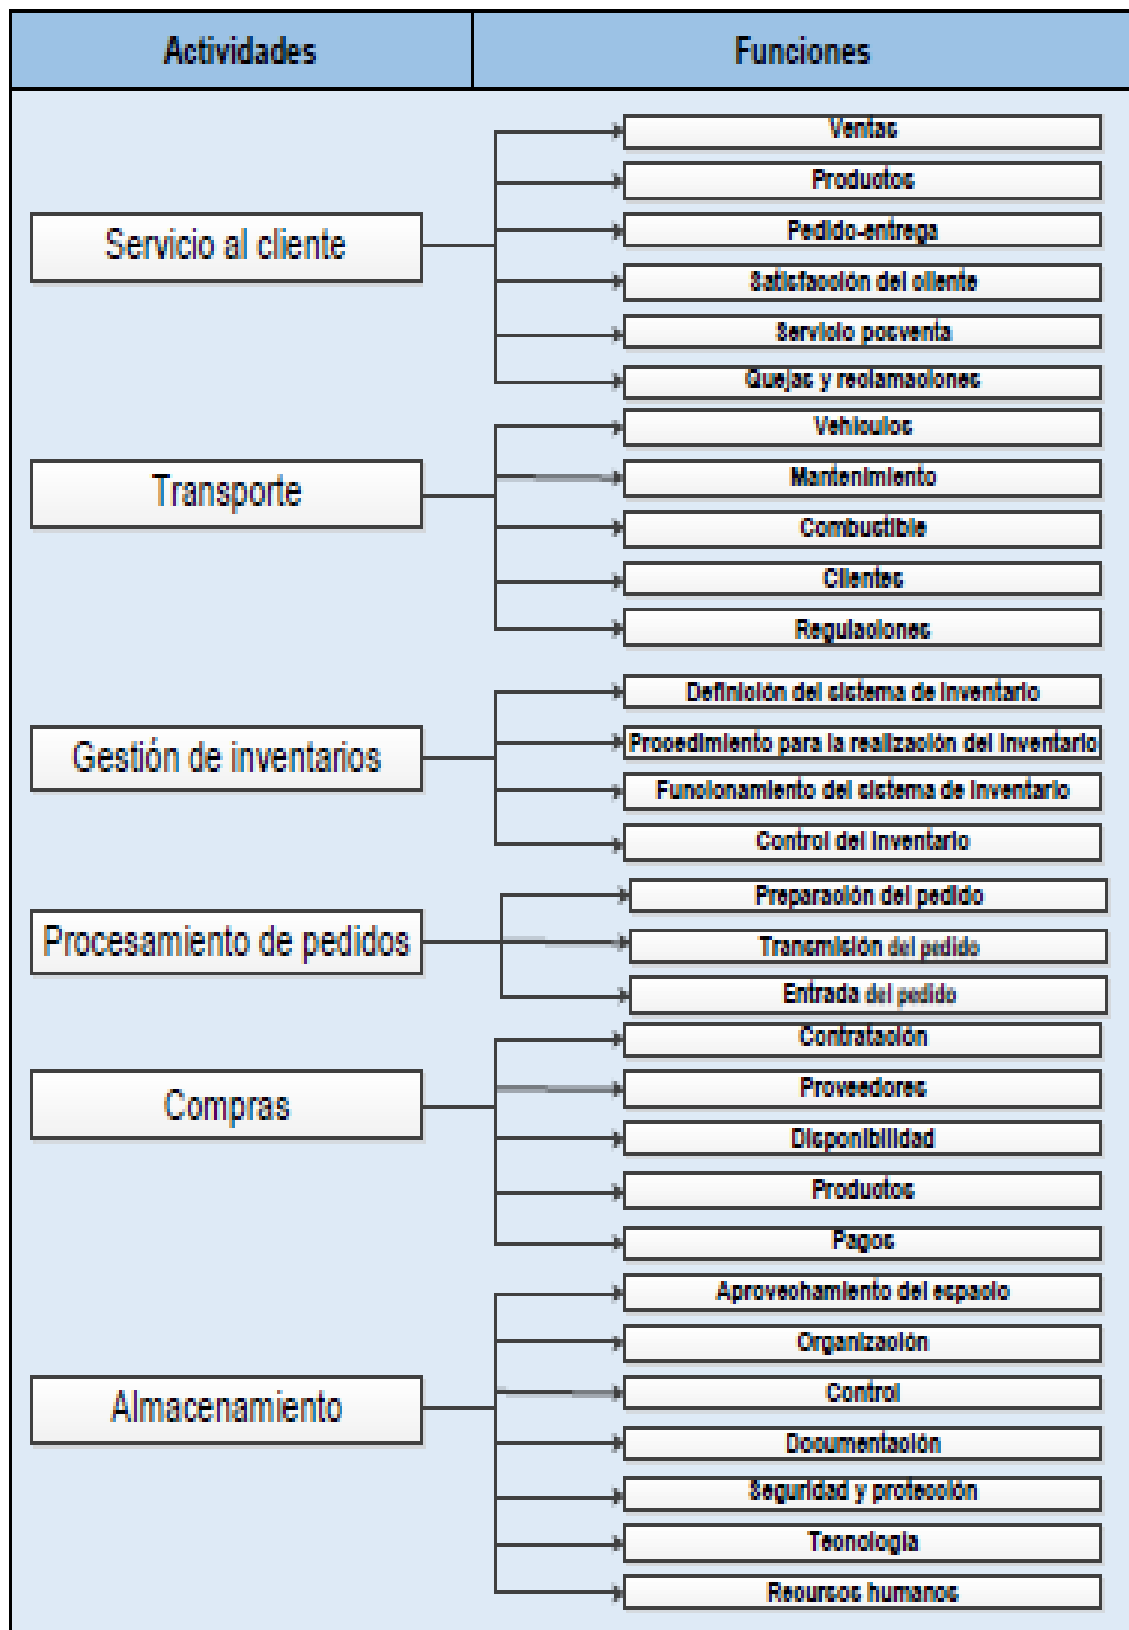 Actividades
Funciones
Servicio al cliente
Ventas
Productos
Pedido-entrega
Satisfacción del cliente
Servicio posventa
Quejas y reclamaciones
Transporte
Vehículos
Mantenimiento
Combustible
Clientes
Regulaciones
Gestión de inventarios
Definición del sistema de inventario
Procedimiento para la realización del inventario
Funcionamiento del sistema de inventario
Control del inventario
Procesamiento de pedidos
Preparación del pedido
Transmisión del pedido
Entrada del pedido
Compras
Contratación
Proveedores
Disponibilidad
Productos
Pagos
Almacenamiento
Aprovechamiento del espacio
Organización
Control
Documentación
Seguridad y protección
Tecnología
Recursos humanos